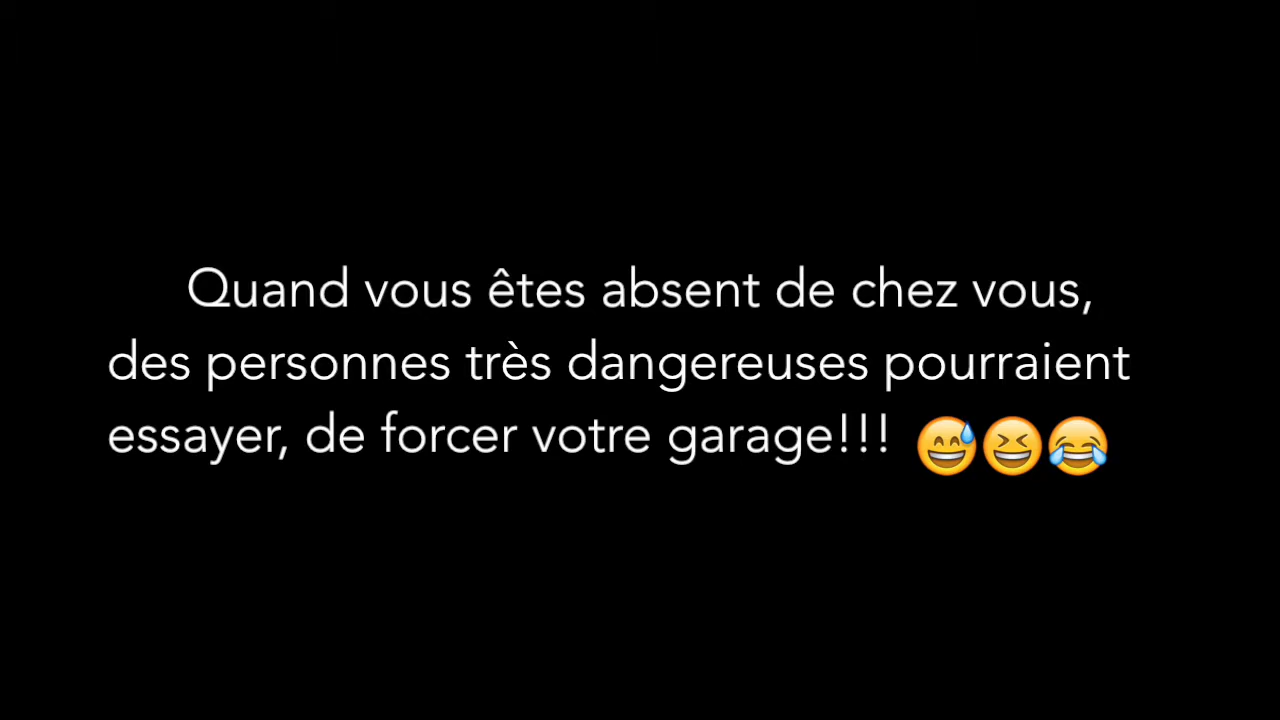 Quand vous êtes absent de chez vous,
des personnes très dangereuses pourraient
essayer, de forcer votre garage!!! 😅😆😂